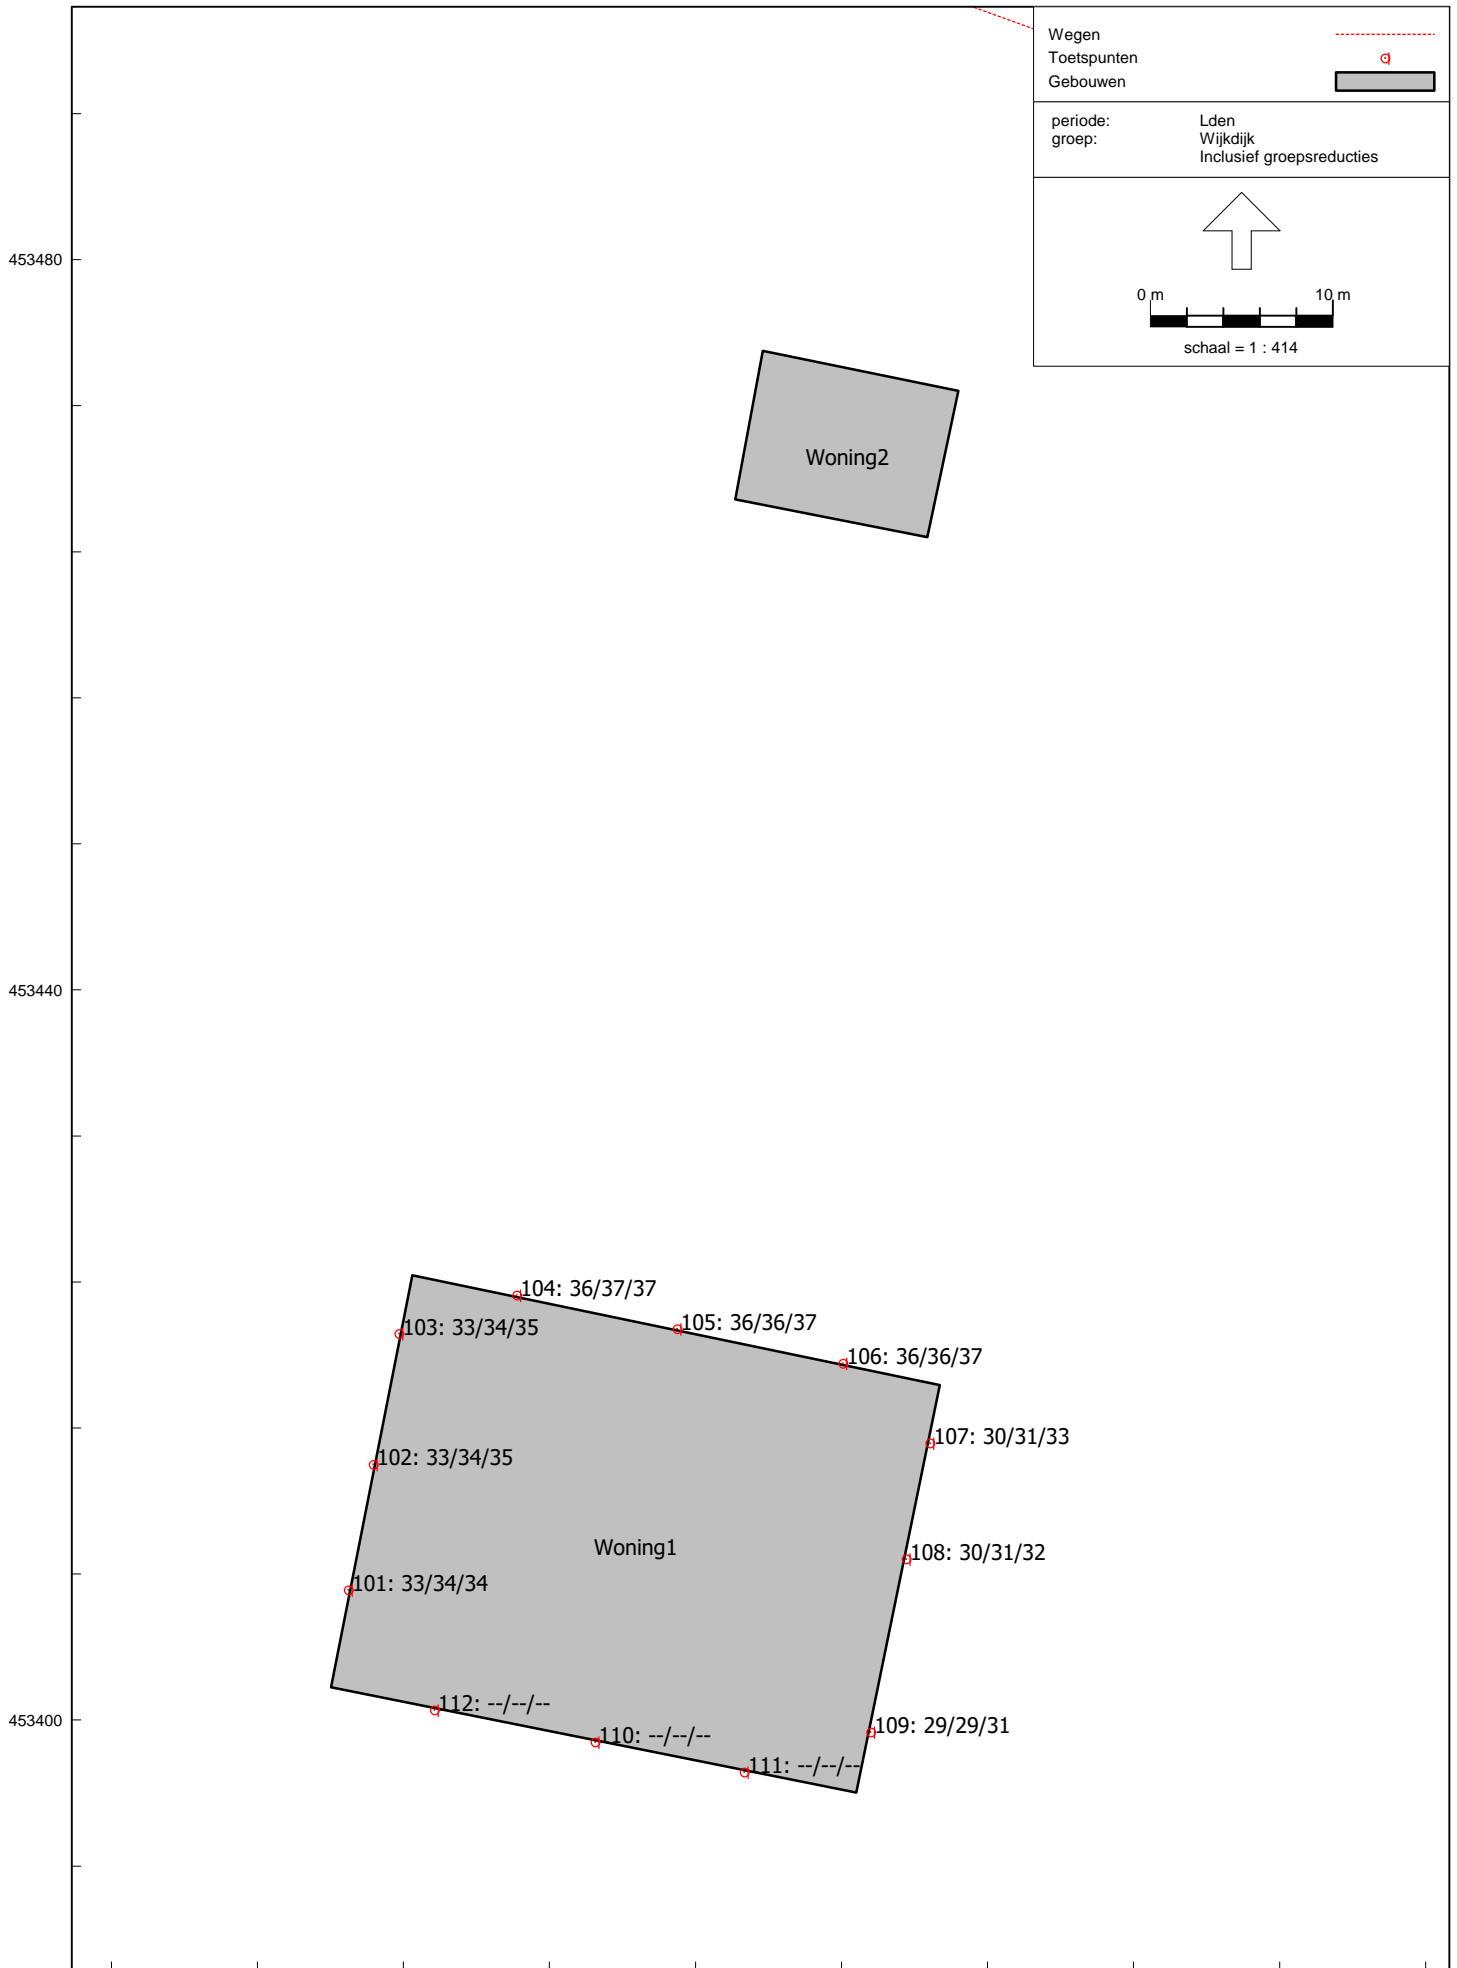 Wegen
Toetspunten
Gebouwen
periode: Lden
groep: Wijkdijk
Inclusief groepsreducties
0 m 10 m
schaal = 1 : 414
453480
Woning2
453440
104: 36/37/37
103: 33/34/35
105: 36/36/37
106: 36/36/37
107: 30/31/33
102: 33/34/35
Woning1
108: 30/31/32
101: 33/34/34
112: --/--/--
453400
109: 29/29/31
110: --/--/--
111: --/--/--